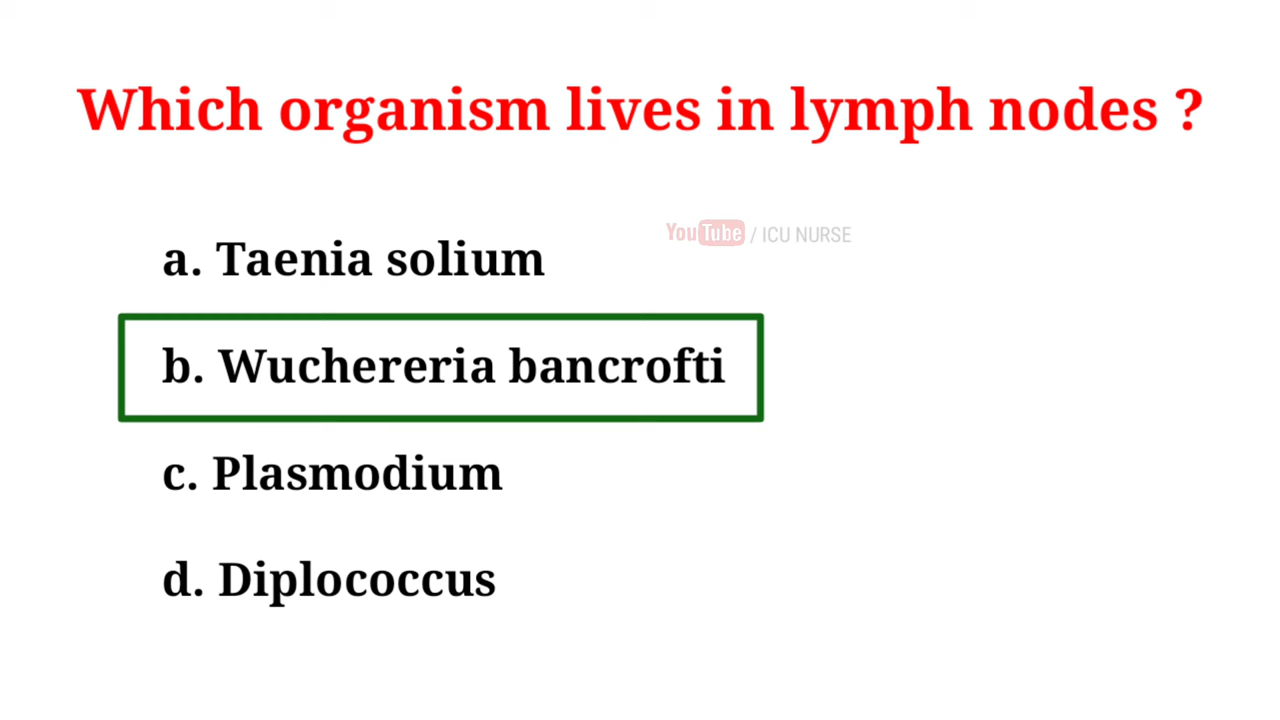 Which organism lives in lymph nodes ?
a. Taenia solium
YouTube / ICU NURSE
b. Wuchereria bancrofti
c. Plasmodium
d. Diplococcus